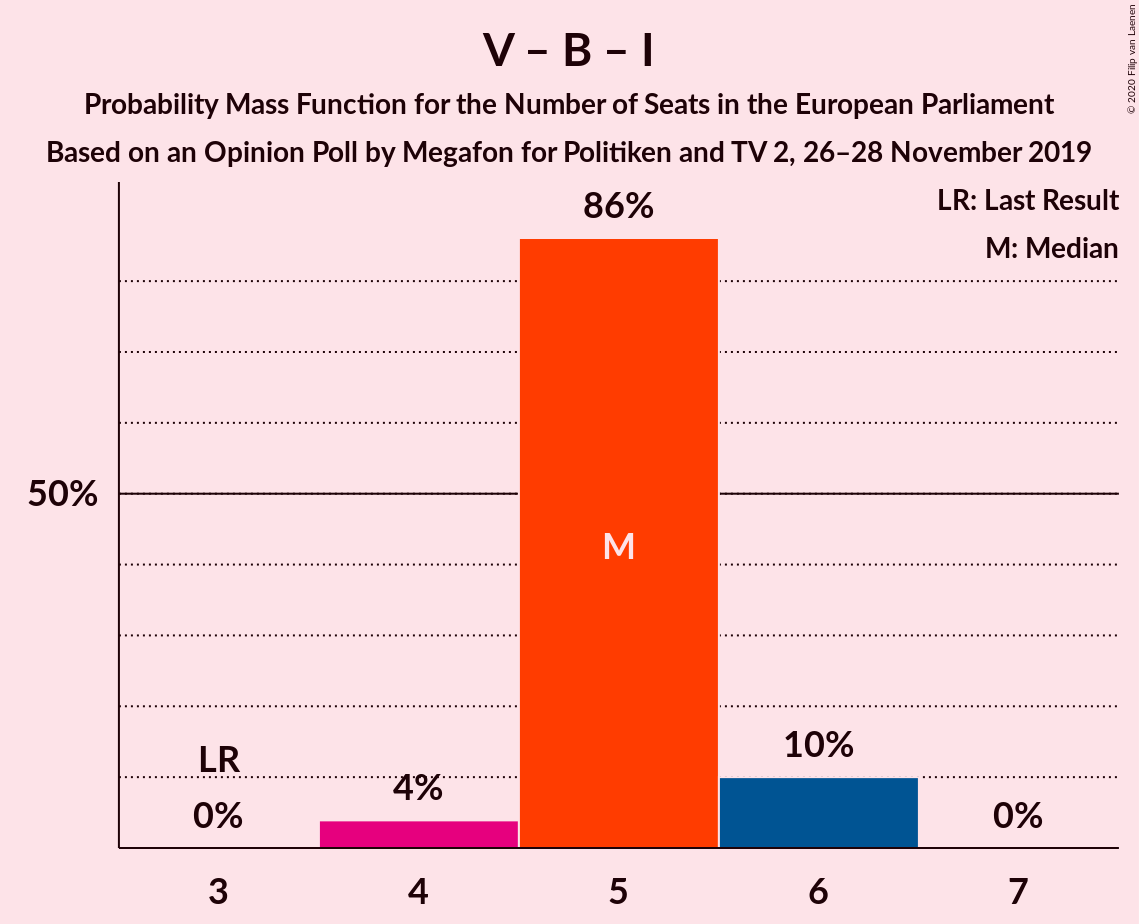 V – B – I
Probability Mass Function for the Number of Seats in the European Parliament
Based on an Opinion Poll by Megafon for Politiken and TV 2, 26–28 November 2019
© 2020 Filip van Laenen
LR: Last Result
M: Median
86%
50%
M
LR
10%
4%
0%
0%
3 4 5 6 7